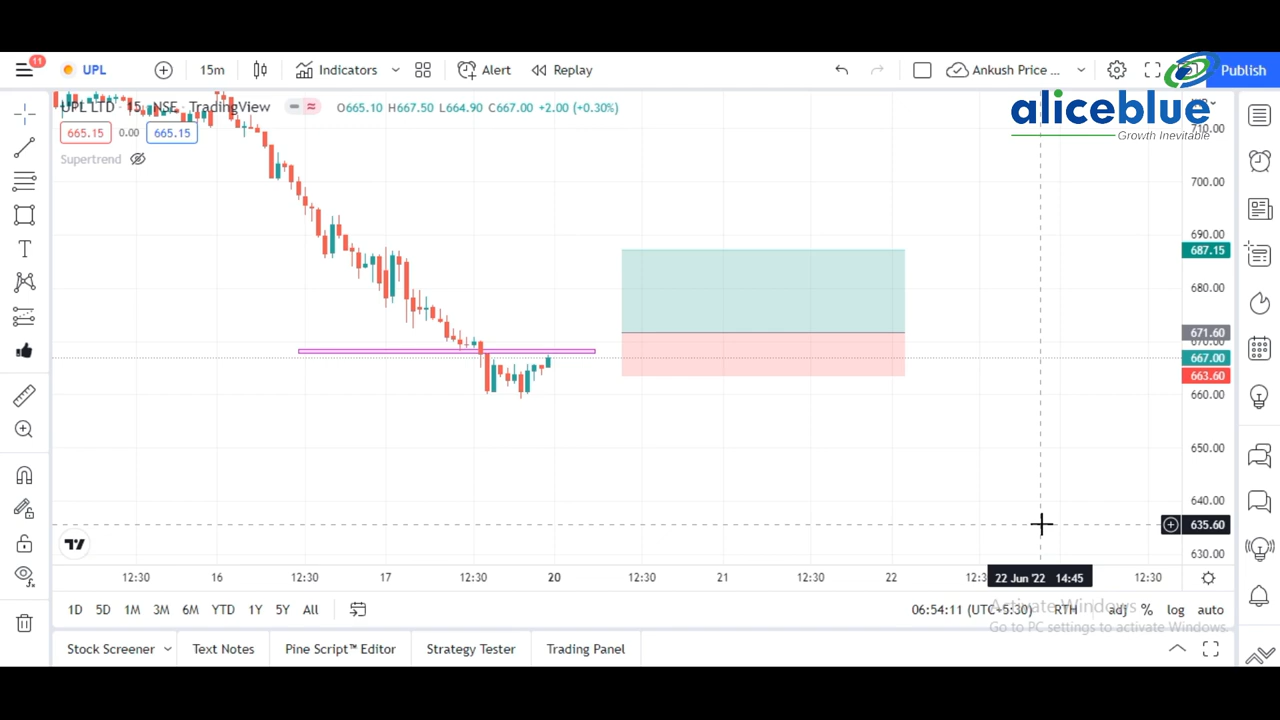 11
UPL
15m
Indicators
Alert
Replay
Ankush Price ...
Publish
UPL LTD · 15 · NSE · TradingView
O665.10 H667.50 L664.90 C667.00 +2.00 (+0.30%)
aliceblue
Growth Inevitable
665.15 0.00 665.15
Supertrend
710.00
700.00
690.00
687.15
680.00
671.60
670.00
667.00
663.60
660.00
650.00
640.00
635.60
630.00
12:30 16 12:30 17 12:30 20 12:30 21 12:30 22 12:3 22 Jun '22 14:45 12:30
1D 5D 1M 3M 6M YTD 1Y 5Y All
06:54:11 (UTC+5:30) RTH adj % log auto
Activate Windows
Go to PC settings to activate Windows.
Stock Screener Text Notes Pine Script™ Editor Strategy Tester Trading Panel